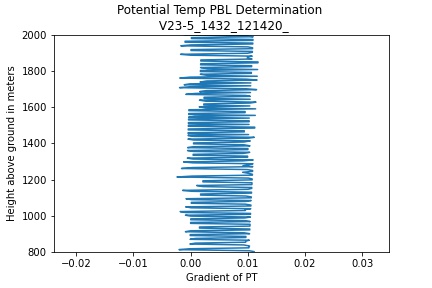 Potential Temp PBL Determination
V23-5_1432_121420_
Height above ground in meters
2000
1800
1600
1400
1200
1000
800
−0.02 −0.01 0.00 0.01 0.02 0.03
Gradient of PT